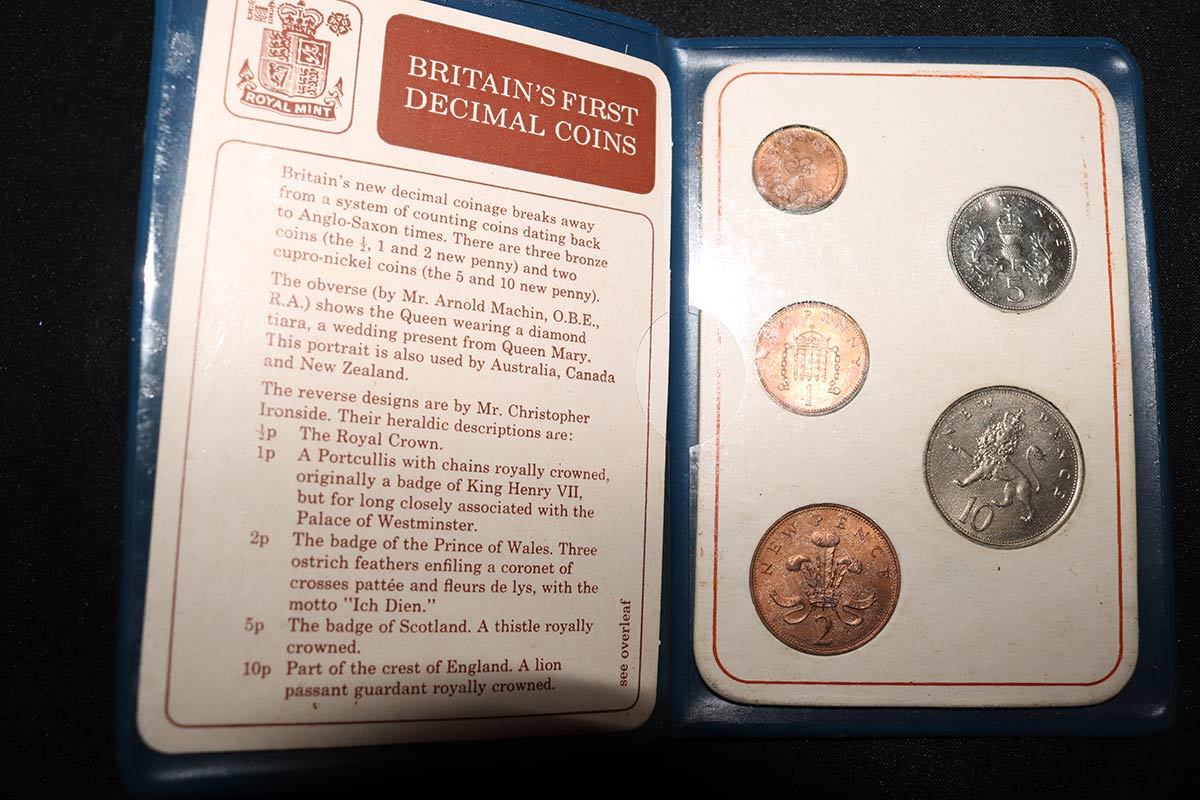 ROYAL MINT
BRITAIN'S FIRST
DECIMAL COINS
Britain's new decimal coinage breaks away
from a system of counting coins dating back
to Anglo-Saxon times. There are three bronze
coins (the ½, 1 and 2 new penny) and two
cupro-nickel coins (the 5 and 10 new penny).
The obverse (by Mr. Arnold Machin, O.B.E.,
R.A.) shows the Queen wearing a diamond
tiara, a wedding present from Queen Mary.
This portrait is also used by Australia, Canada
and New Zealand.
The reverse designs are by Mr. Christopher
Ironside. Their heraldic descriptions are:
½p The Royal Crown.
1p A Portcullis with chains royally crowned,
originally a badge of King Henry VII,
but for long closely associated with the
Palace of Westminster.
2p The badge of the Prince of Wales. Three
ostrich feathers enfiling a coronet of
crosses pattée and fleurs de lys, with the
motto "Ich Dien."
5p The badge of Scotland. A thistle royally
crowned.
10p Part of the crest of England. A lion
passant guardant royally crowned.
see overleaf
5
NEW PENNY
1
NEW PENCE
10
NEW PENCE
2